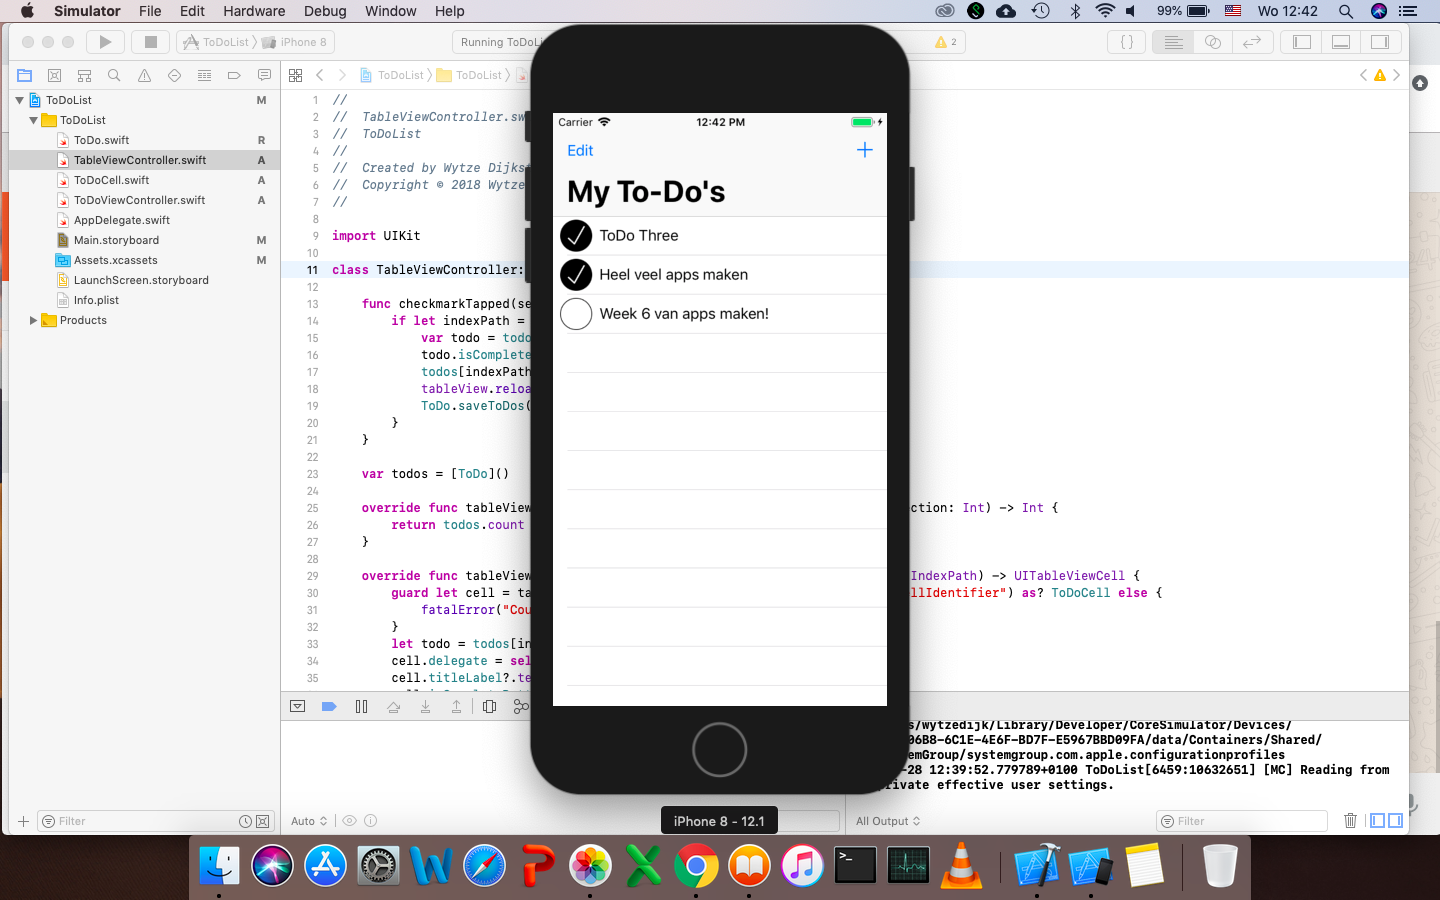 Simulator File Edit Hardware Debug Window Help 99% Wo 12:42
ToDoList iPhone 8 Running ToDoLi 2
ToDoList ToDoList
ToDoList M
ToDoList
ToDo.swift R
TableViewController.swift A
ToDoCell.swift A
ToDoViewController.swift A
AppDelegate.swift
Main.storyboard M
Assets.xcassets M
LaunchScreen.storyboard
Info.plist
Products
Filter
1 //
2 // TableViewController.sw
3 // ToDoList
4 //
5 // Created by Wytze Dijks
6 // Copyright © 2018 Wytze
7 //
8
9 import UIKit
10
11 class TableViewController:
12
13 func checkmarkTapped(se
14 if let indexPath =
15 var todo = todo
16 todo.isComplete
17 todos[indexPath
18 tableView.reloa
19 ToDo.saveToDos(
20 }
21 }
22
23 var todos = [ToDo]()
24
25 override func tableView ction: Int) -> Int {
26 return todos.count
27 }
28
29 override func tableView IndexPath) -> UITableViewCell {
30 guard let cell = ta llIdentifier") as? ToDoCell else {
31 fatalError("Cou
32 }
33 let todo = todos[in
34 cell.delegate = sel
35 cell.titleLabel?.te
Carrier 12:42 PM
Edit +
My To-Do's
ToDo Three
Heel veel apps maken
Week 6 van apps maken!
s/wytzedijk/Library/Developer/CoreSimulator/Devices/
06B8-6C1E-4E6F-BD7F-E5967BBD09FA/data/Containers/Shared/
emGroup/systemgroup.com.apple.configurationprofiles
-28 12:39:52.779789+0100 ToDoList[6459:10632651] [MC] Reading from
private effective user settings.
Auto
All Output Filter
iPhone 8 - 12.1